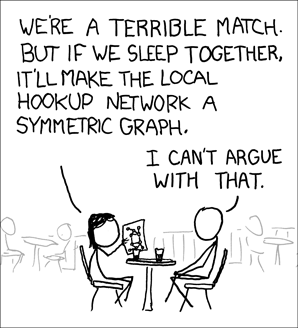 WE'RE A TERRIBLE MATCH.
BUT IF WE SLEEP TOGETHER,
IT'LL MAKE THE LOCAL
HOOKUP NETWORK A
SYMMETRIC GRAPH.
I CAN'T ARGUE
WITH THAT.